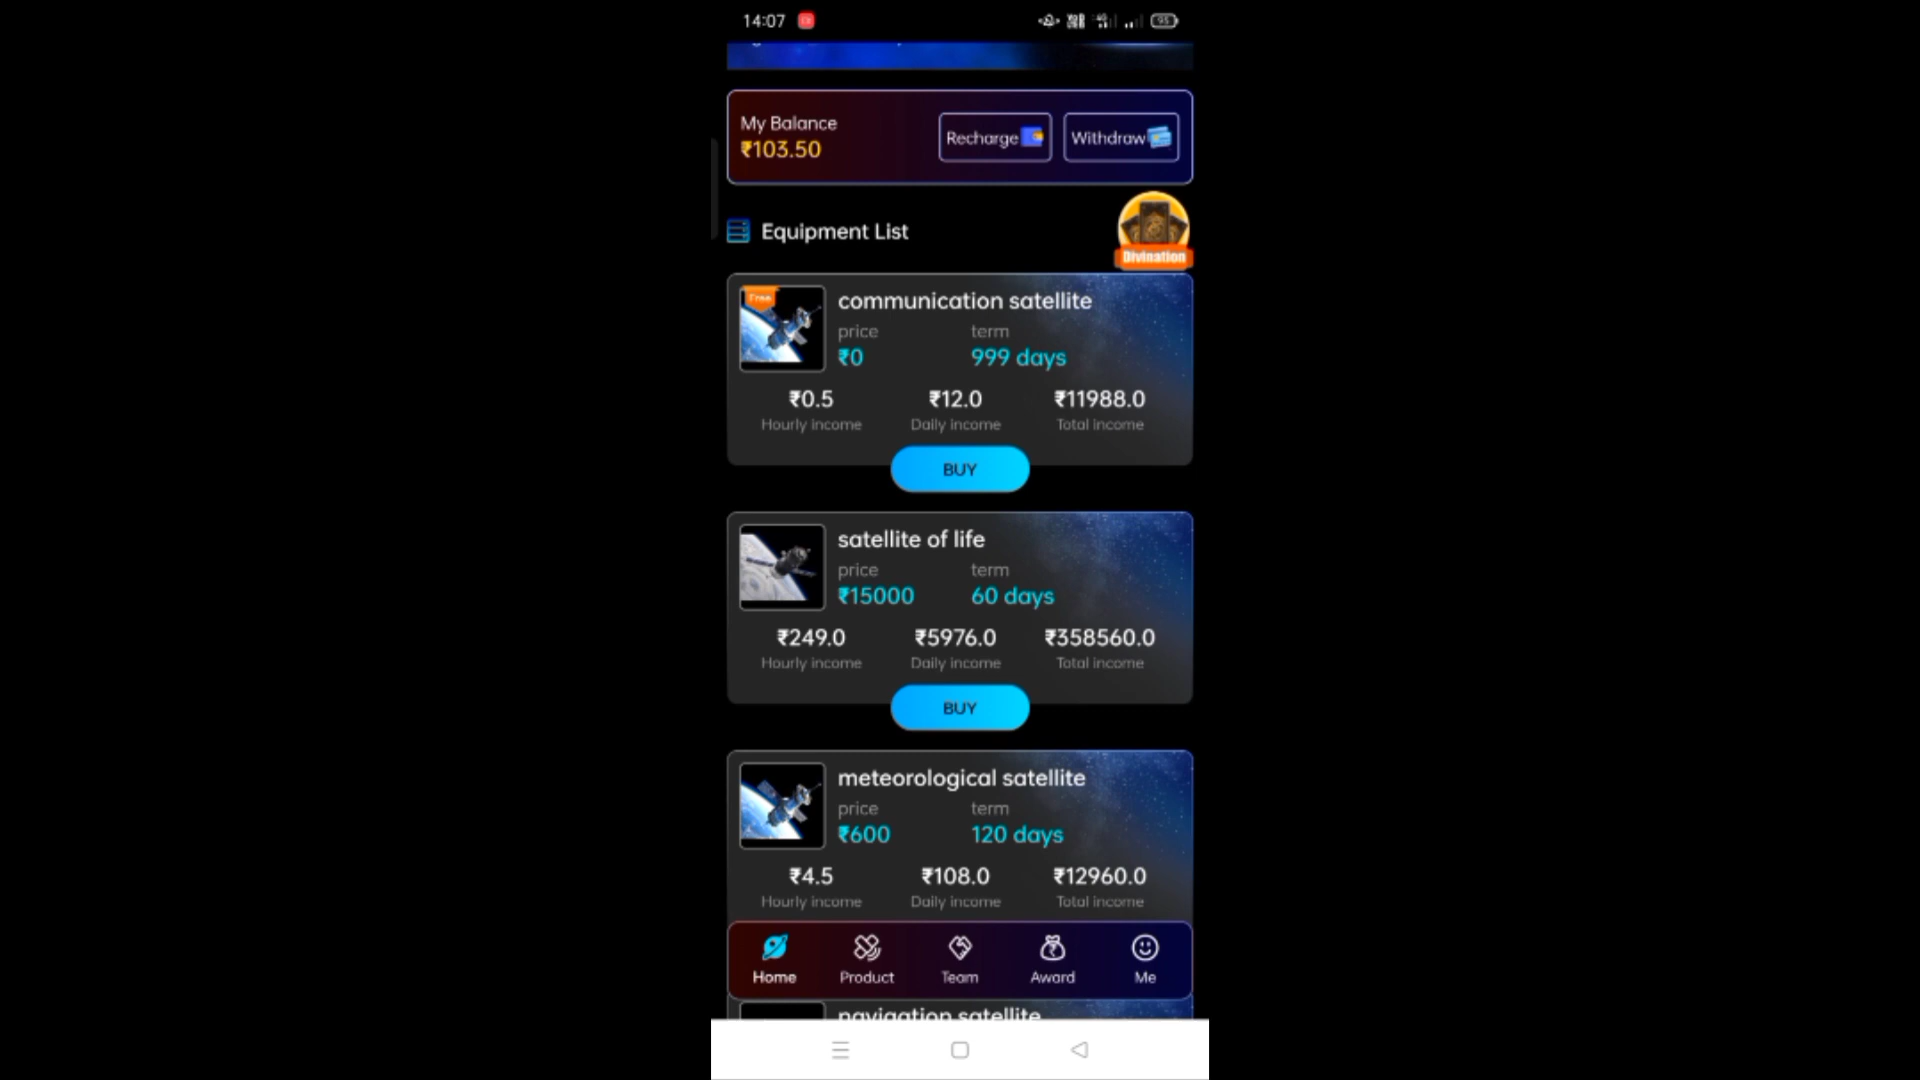 14:07
95
My Balance
₹103.50
Recharge
Withdraw
Equipment List
Divination
Free
communication satellite
price term
₹0 999 days
₹0.5 ₹12.0 ₹11988.0
Hourly income Daily income Total income
BUY
satellite of life
price term
₹15000 60 days
₹249.0 ₹5976.0 ₹358560.0
Hourly income Daily income Total income
BUY
meteorological satellite
price term
₹600 120 days
₹4.5 ₹108.0 ₹12960.0
Hourly income Daily income Total income
Home Product Team Award Me
navigation satellite